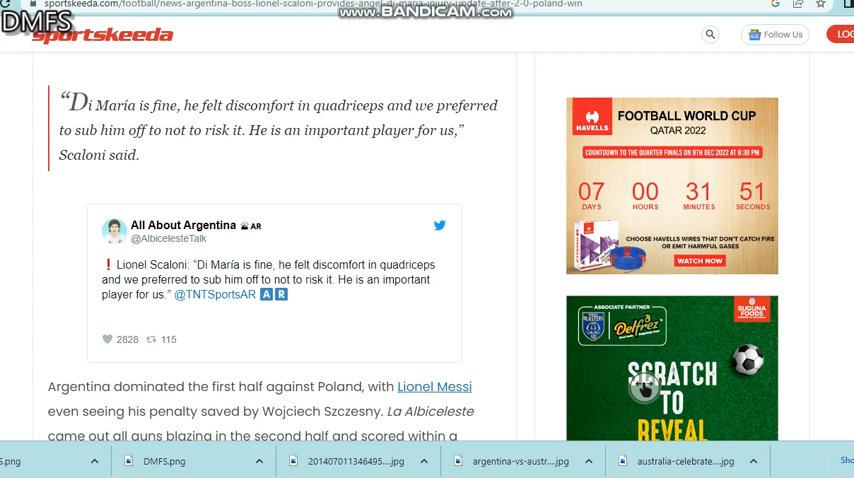 sportskeeda.com/football/news-argentina-boss-lionel-scaloni-provides-angel-di-maria-injury-update-after-2-0-poland-win
www.BANDICAM.com
DMFS
sportskeeda
Follow Us
LOG
“Di María is fine, he felt discomfort in quadriceps and we preferred
to sub him off to not to risk it. He is an important player for us,”
Scaloni said.
All About Argentina AR
@AlbicelesteTalk
❗ Lionel Scaloni: “Di María is fine, he felt discomfort in quadriceps
and we preferred to sub him off to not to risk it. He is an important
player for us.” @TNTSportsAR AR
2828 115
Argentina dominated the first half against Poland, with Lionel Messi
even seeing his penalty saved by Wojciech Szczesny. La Albiceleste
came out all guns blazing in the second half and scored within a
HAVELLS
FOOTBALL WORLD CUP
QATAR 2022
COUNTDOWN TO THE QUARTER FINALS ON 9TH DEC 2022 AT 8:30 PM
07 00 31 51
DAYS HOURS MINUTES SECONDS
CHOOSE HAVELLS WIRES THAT DON'T CATCH FIRE
OR EMIT HARMFUL GASES
WATCH NOW
ASSOCIATE PARTNER
BLASTERS
Delfrez
SUGUNA
FOODS
SCRATCH
TO
REVEAL
S.png
DMFS.png
201407011346495....jpg
argentina-vs-austr....jpg
australia-celebrate....jpg
Sho